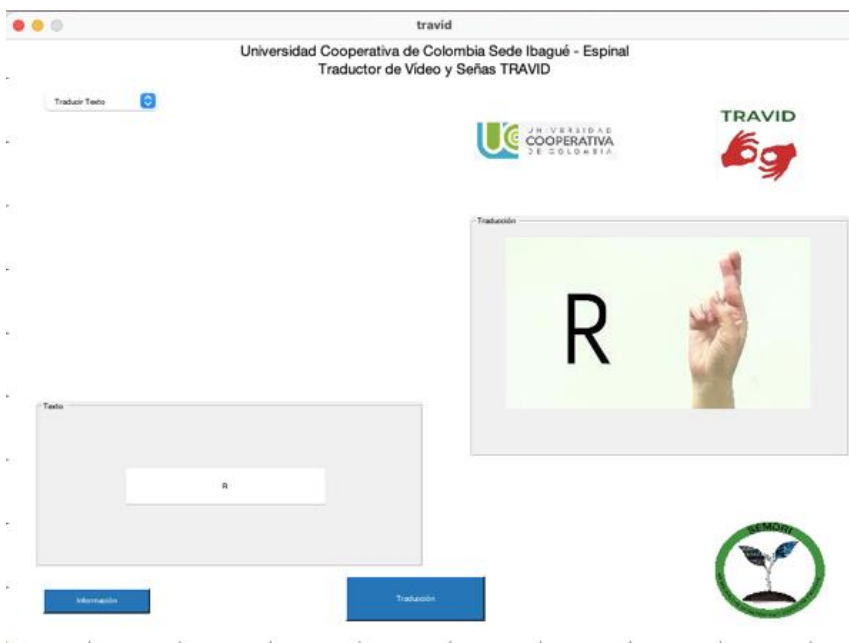 travid
Universidad Cooperativa de Colombia Sede Ibagué - Espinal
Traductor de Vídeo y Señas TRAVID
Traducir Texto
UNIVERSIDAD
COOPERATIVA
DE COLOMBIA
TRAVID
Traducción
R
Texto
R
SEMORI
Información
Traducción